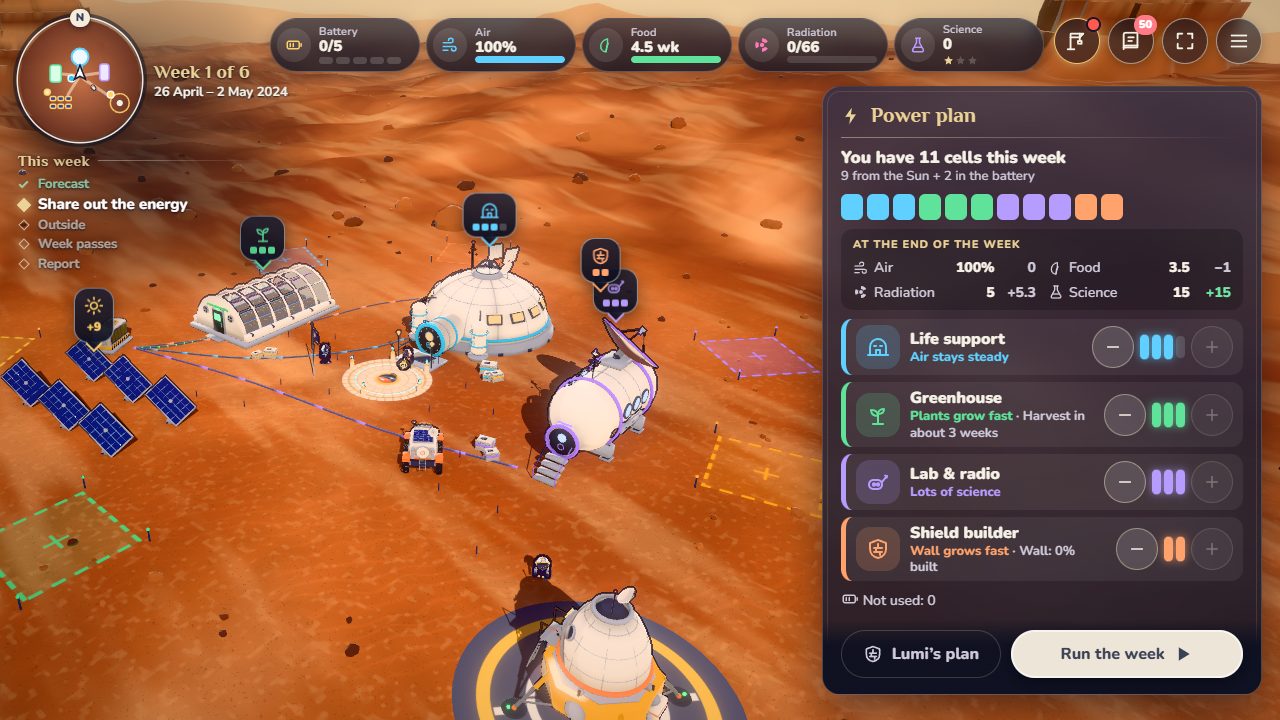 N
Week 1 of 6
26 April – 2 May 2024
Battery
0/5
Air
100%
Food
4.5 wk
Radiation
0/66
Science
0
50
This week
Forecast
Share out the energy
Outside
Week passes
Report
+9
Power plan
You have 11 cells this week
9 from the Sun + 2 in the battery
AT THE END OF THE WEEK
Air 100% 0 Food 3.5 −1
Radiation 5 +5.3 Science 15 +15
Life support
Air stays steady
Greenhouse
Plants grow fast · Harvest in
about 3 weeks
Lab & radio
Lots of science
Shield builder
Wall grows fast · Wall: 0%
built
Not used: 0
Lumi’s plan
Run the week